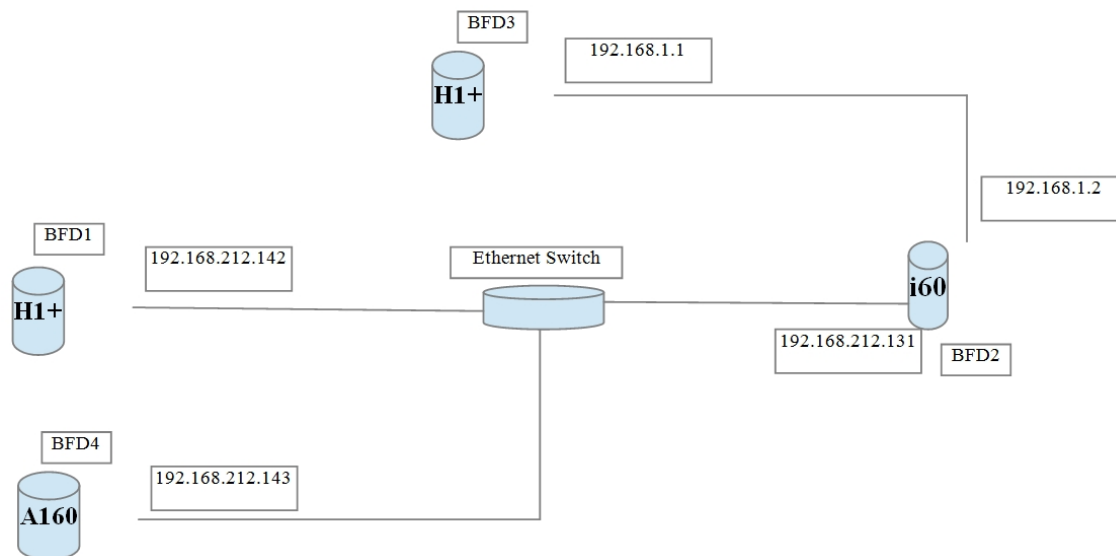 BFD3
192.168.1.1
H1+
192.168.1.2
BFD1
192.168.212.142
Ethernet Switch
H1+
i60
192.168.212.131
BFD2
BFD4
192.168.212.143
A160